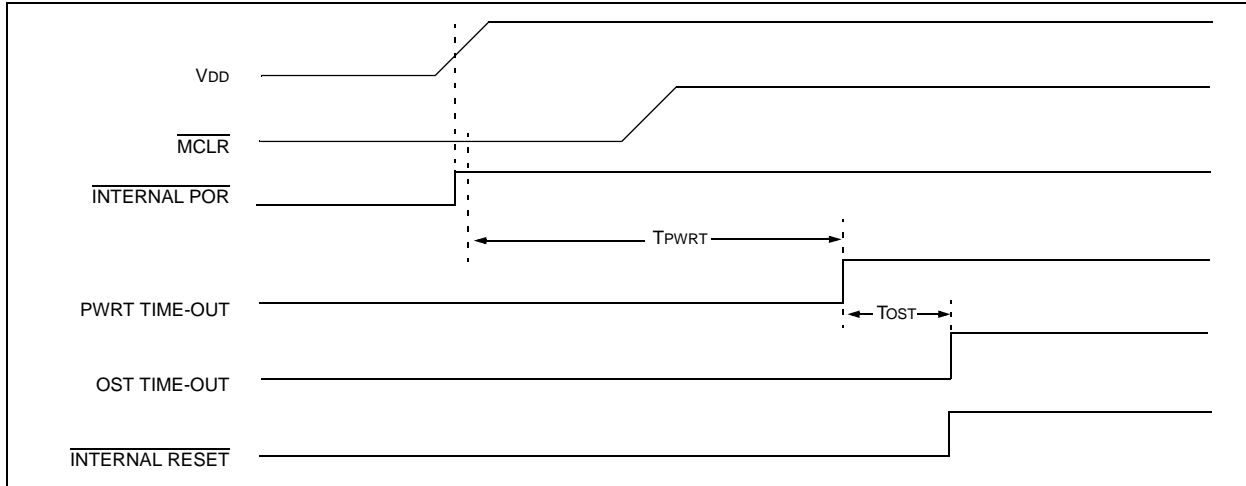 VDD
MCLR
INTERNAL POR
TPWRT
PWRT TIME-OUT
TOST
OST TIME-OUT
INTERNAL RESET